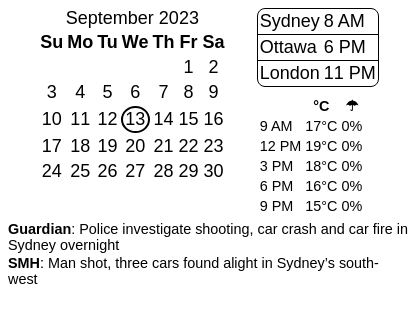 September 2023
Su Mo Tu We Th Fr Sa
1 2
3 4 5 6 7 8 9
10 11 12 13 14 15 16
17 18 19 20 21 22 23
24 25 26 27 28 29 30
Sydney 8 AM
Ottawa 6 PM
London 11 PM
°C ☂
9 AM 17°C 0%
12 PM 19°C 0%
3 PM 18°C 0%
6 PM 16°C 0%
9 PM 15°C 0%
Guardian: Police investigate shooting, car crash and car fire in
Sydney overnight
SMH: Man shot, three cars found alight in Sydney’s south-
west